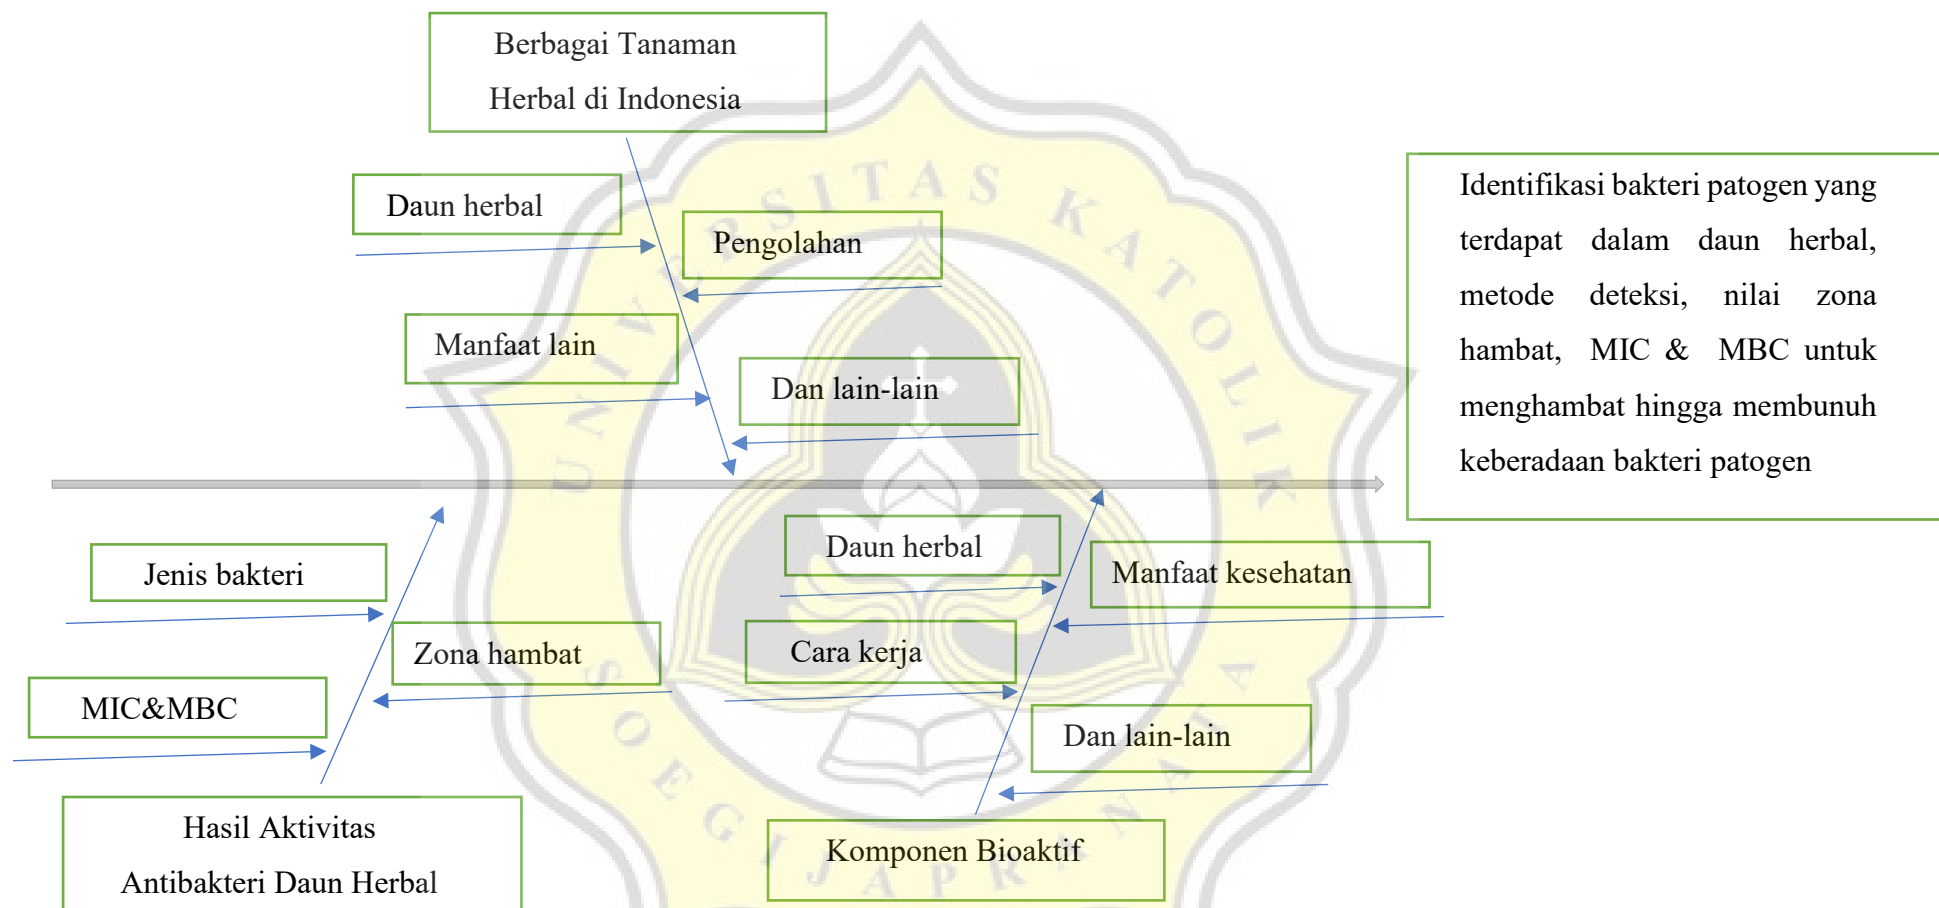 Berbagai Tanaman
Herbal di Indonesia
Daun herbal
Pengolahan
Manfaat lain
Dan lain-lain
Identifikasi bakteri patogen yang
terdapat dalam daun herbal,
metode deteksi, nilai zona
hambat, MIC & MBC untuk
menghambat hingga membunuh
keberadaan bakteri patogen
Jenis bakteri
Zona hambat
MIC&MBC
Hasil Aktivitas
Antibakteri Daun Herbal
Daun herbal
Manfaat kesehatan
Cara kerja
Dan lain-lain
Komponen Bioaktif
UNIVERSITAS KATOLIK
SOEGIJAPRANATA